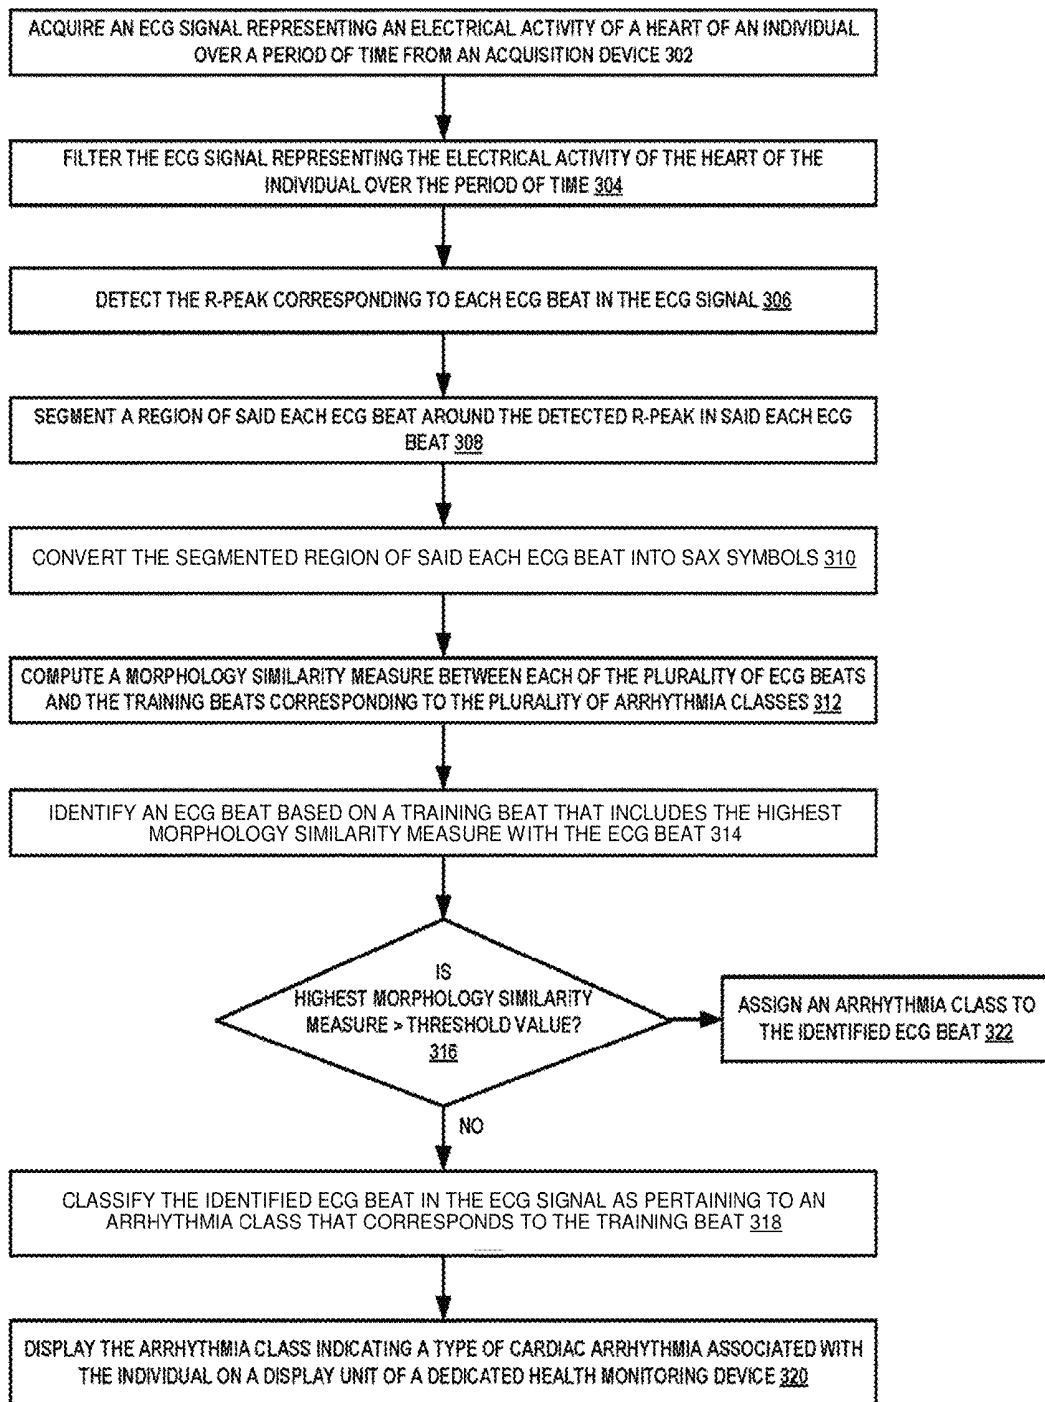 ACQUIRE AN ECG SIGNAL REPRESENTING AN ELECTRICAL ACTIVITY OF A HEART OF AN INDIVIDUAL
OVER A PERIOD OF TIME FROM AN ACQUISITION DEVICE 302
FILTER THE ECG SIGNAL REPRESENTING THE ELECTRICAL ACTIVITY OF THE HEART OF THE
INDIVIDUAL OVER THE PERIOD OF TIME 304
DETECT THE R-PEAK CORRESPONDING TO EACH ECG BEAT IN THE ECG SIGNAL 306
SEGMENT A REGION OF SAID EACH ECG BEAT AROUND THE DETECTED R-PEAK IN SAID EACH ECG
BEAT 308
CONVERT THE SEGMENTED REGION OF SAID EACH ECG BEAT INTO SAX SYMBOLS 310
COMPUTE A MORPHOLOGY SIMILARITY MEASURE BETWEEN EACH OF THE PLURALITY OF ECG BEATS
AND THE TRAINING BEATS CORRESPONDING TO THE PLURALITY OF ARRHYTHMIA CLASSES 312
IDENTIFY AN ECG BEAT BASED ON A TRAINING BEAT THAT INCLUDES THE HIGHEST
MORPHOLOGY SIMILARITY MEASURE WITH THE ECG BEAT 314
IS
HIGHEST MORPHOLOGY SIMILARITY
MEASURE > THRESHOLD VALUE?
316
ASSIGN AN ARRHYTHMIA CLASS TO
THE IDENTIFIED ECG BEAT 322
NO
CLASSIFY THE IDENTIFIED ECG BEAT IN THE ECG SIGNAL AS PERTAINING TO AN
ARRHYTHMIA CLASS THAT CORRESPONDS TO THE TRAINING BEAT 318
DISPLAY THE ARRHYTHMIA CLASS INDICATING A TYPE OF CARDIAC ARRHYTHMIA ASSOCIATED WITH
THE INDIVIDUAL ON A DISPLAY UNIT OF A DEDICATED HEALTH MONITORING DEVICE 320